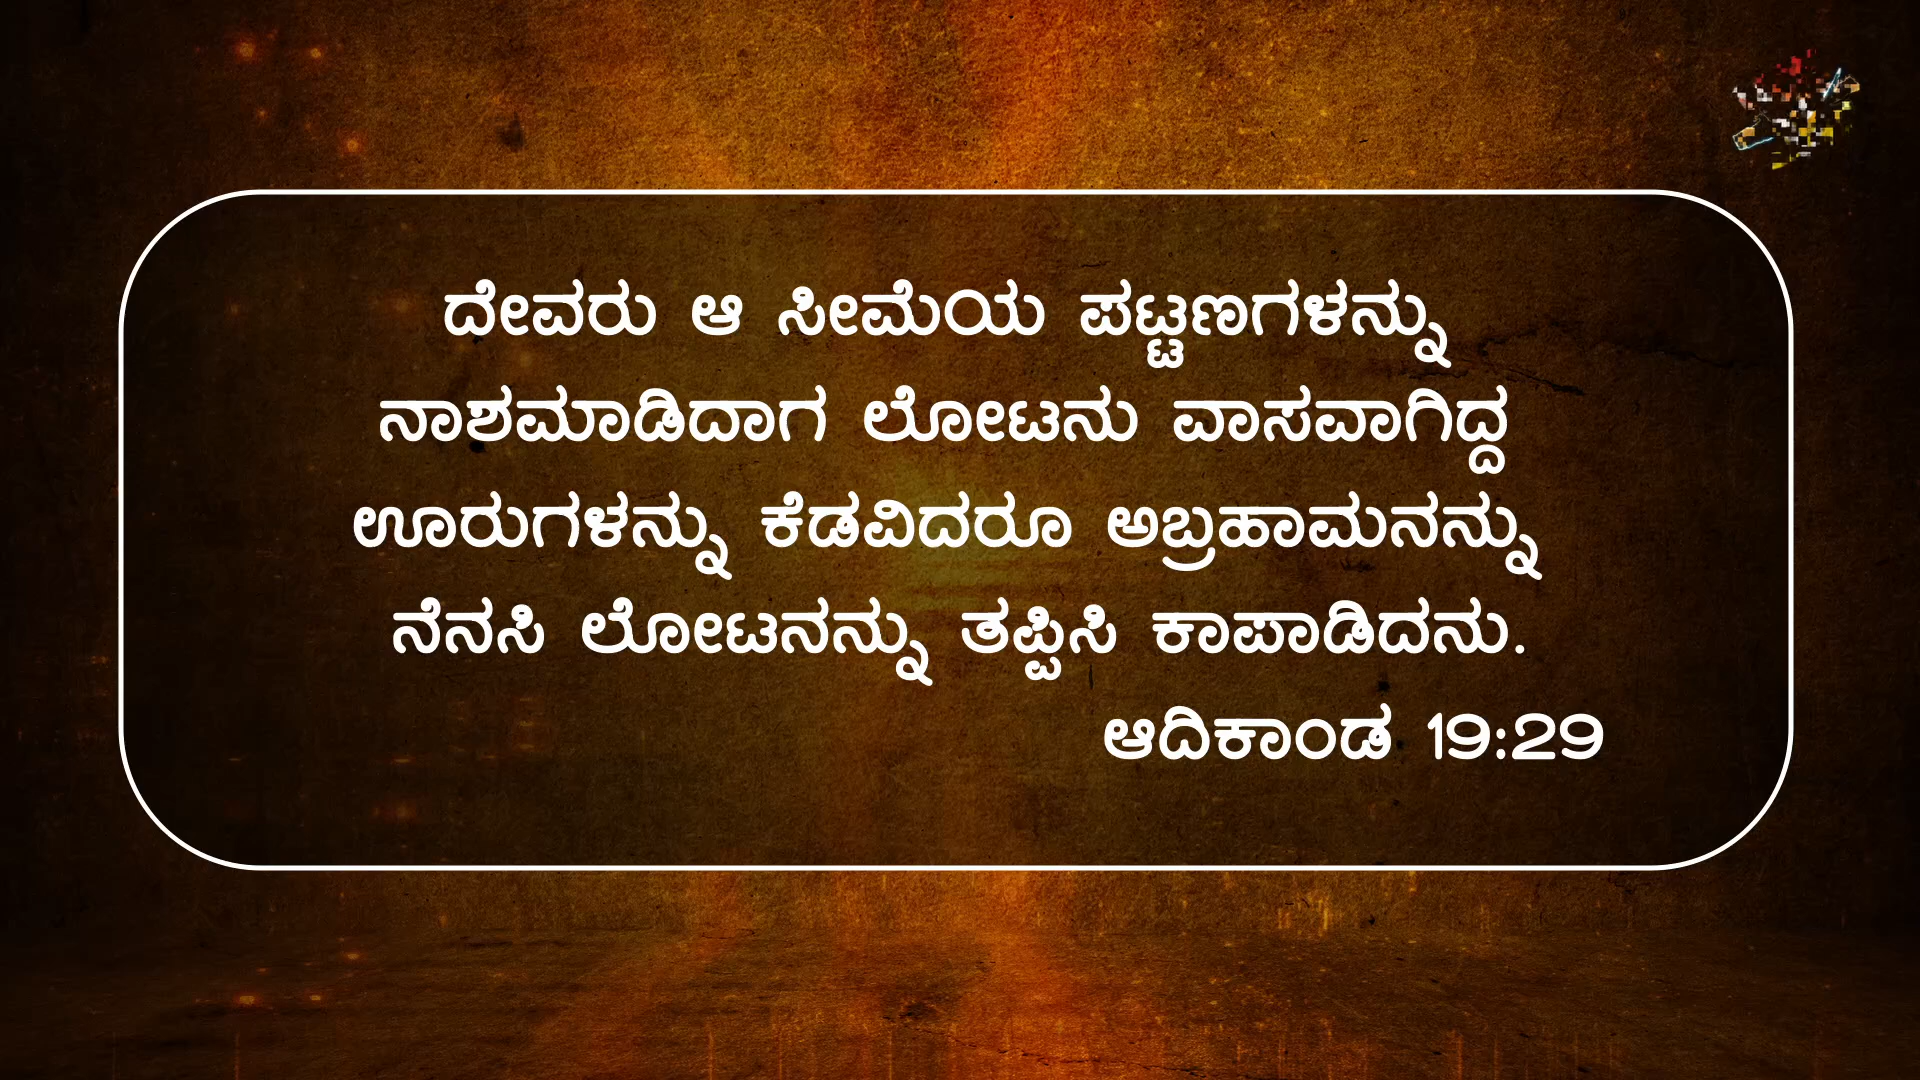 ದೇವರು ಆ ಸೀಮೆಯ ಪಟ್ಟಣಗಳನ್ನು
ನಾಶಮಾಡಿದಾಗ ಲೋಟನು ವಾಸವಾಗಿದ್ದ
ಊರುಗಳನ್ನು ಕೆಡವಿದರೂ ಅಬ್ರಹಾಮನನ್ನು
ನೆನಸಿ ಲೋಟನನ್ನು ತಪ್ಪಿಸಿ ಕಾಪಾಡಿದನು.
ಆದಿಕಾಂಡ 19:29